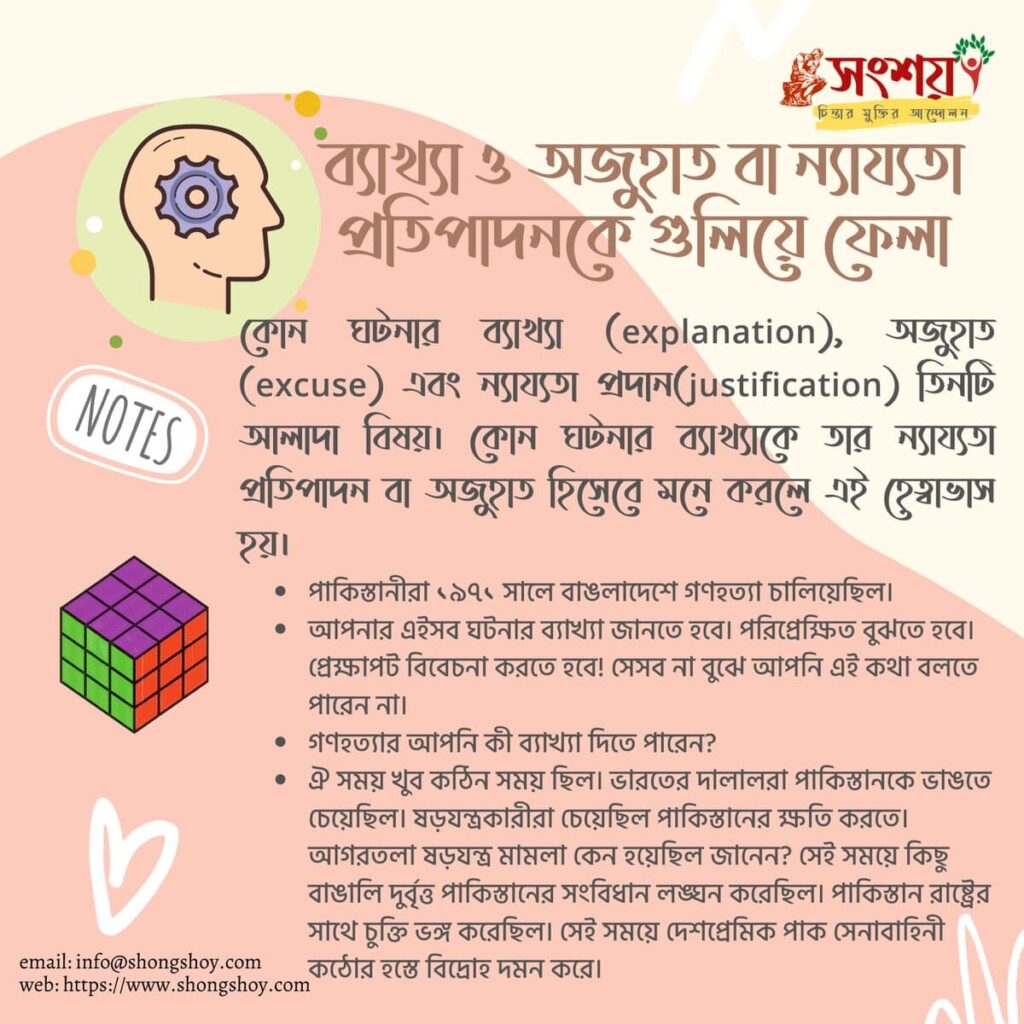 সংশয়
চিন্তার মুক্তির আন্দোলন
ব্যাখ্যা ও অজুহাত বা ন্যায্যতা
প্রতিপাদনকে গুলিয়ে ফেলা
কোন ঘটনার ব্যাখ্যা (explanation), অজুহাত
(excuse) এবং ন্যায্যতা প্রদান(justification) তিনটি
আলাদা বিষয়। কোন ঘটনার ব্যাখ্যাকে তার ন্যায্যতা
প্রতিপাদন বা অজুহাত হিসেবে মনে করলে এই হেত্বাভাস
হয়।
NOTES
• পাকিস্তানীরা ১৯৭১ সালে বাঙলাদেশে গণহত্যা চালিয়েছিল।
• আপনার এইসব ঘটনার ব্যাখ্যা জানতে হবে। পরিপ্রেক্ষিত বুঝতে হবে।
প্রেক্ষাপট বিবেচনা করতে হবে! সেসব না বুঝে আপনি এই কথা বলতে
পারেন না।
• গণহত্যার আপনি কী ব্যাখ্যা দিতে পারেন?
• ঐ সময় খুব কঠিন সময় ছিল। ভারতের দালালরা পাকিস্তানকে ভাঙতে
চেয়েছিল। ষড়যন্ত্রকারীরা চেয়েছিল পাকিস্তানের ক্ষতি করতে।
আগরতলা ষড়যন্ত্র মামলা কেন হয়েছিল জানেন? সেই সময়ে কিছু
বাঙালি দুর্বৃত্ত পাকিস্তানের সংবিধান লঙ্ঘন করেছিল। পাকিস্তান রাষ্ট্রের
সাথে চুক্তি ভঙ্গ করেছিল। সেই সময়ে দেশপ্রেমিক পাক সেনাবাহিনী
কঠোর হস্তে বিদ্রোহ দমন করে।
email: info@shongshoy.com
web: https://www.shongshoy.com